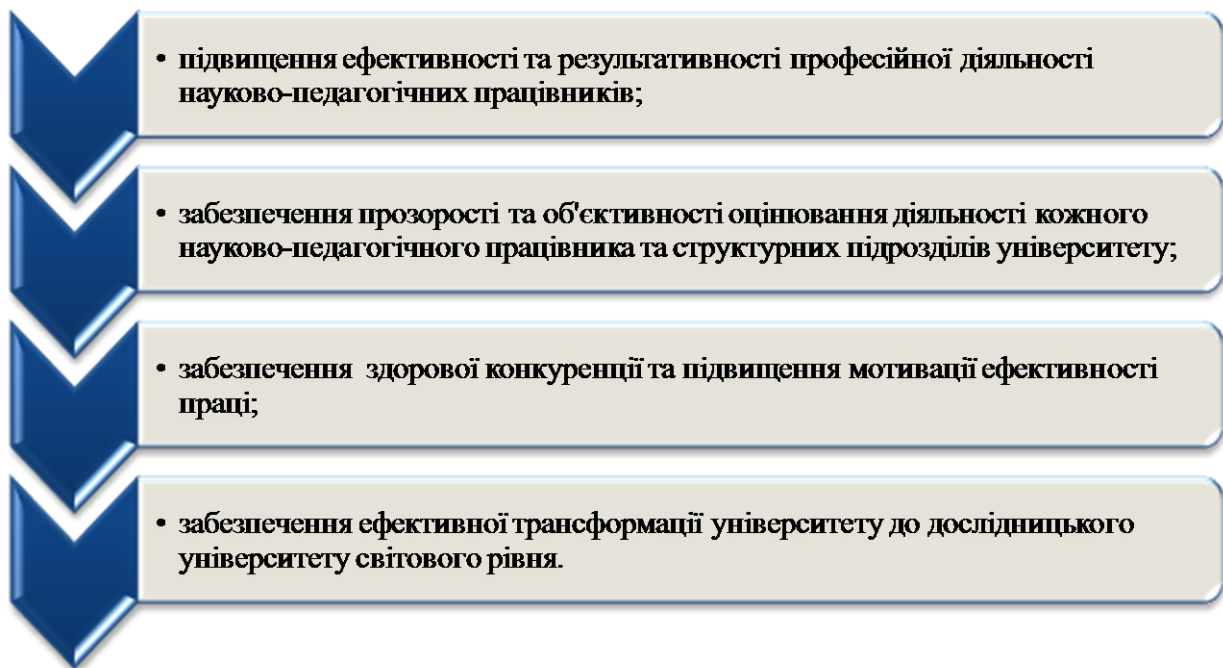 • підвищення ефективності та результативності професійної діяльності
науково-педагогічних працівників;
• забезпечення прозорості та об'єктивності оцінювання діяльності кожного
науково-педагогічного працівника та структурних підрозділів університету;
• забезпечення здорової конкуренції та підвищення мотивації ефективності
праці;
• забезпечення ефективної трансформації університету до дослідницького
університету світового рівня.